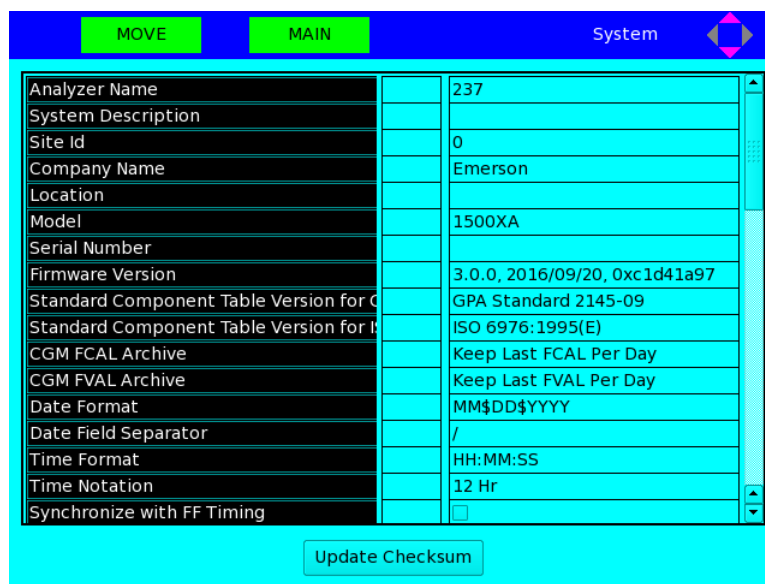 MOVE MAIN System
Analyzer Name 237
System Description
Site Id 0
Company Name Emerson
Location
Model 1500XA
Serial Number
Firmware Version 3.0.0, 2016/09/20, 0xc1d41a97
Standard Component Table Version for GPA Standard 2145-09
Standard Component Table Version for ISO 6976:1995(E)
CGM FCAL Archive Keep Last FCAL Per Day
CGM FVAL Archive Keep Last FVAL Per Day
Date Format MM$DD$YYYY
Date Field Separator /
Time Format HH:MM:SS
Time Notation 12 Hr
Synchronize with FF Timing
Update Checksum